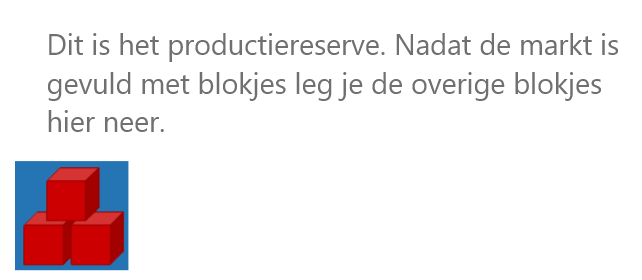 Dit is het productiereserve. Nadat de markt is
gevuld met blokjes leg je de overige blokjes
hier neer.